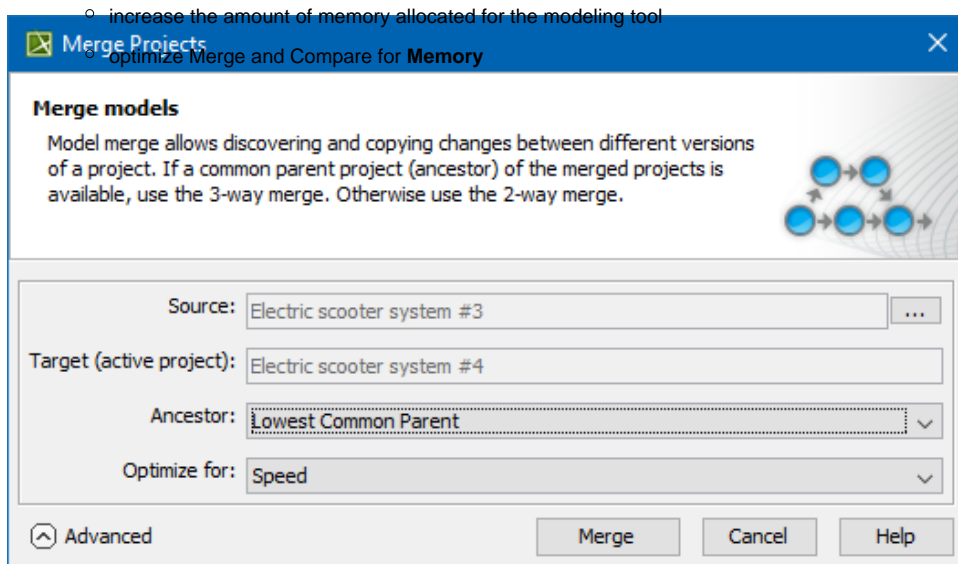 increase the amount of memory allocated for the modeling tool
Merge Projects
optimize Merge and Compare for Memory
Merge models
Model merge allows discovering and copying changes between different versions
of a project. If a common parent project (ancestor) of the merged projects is
available, use the 3-way merge. Otherwise use the 2-way merge.
Source: Electric scooter system #3 ...
Target (active project): Electric scooter system #4
Ancestor: Lowest Common Parent
Optimize for: Speed
Advanced Merge Cancel Help